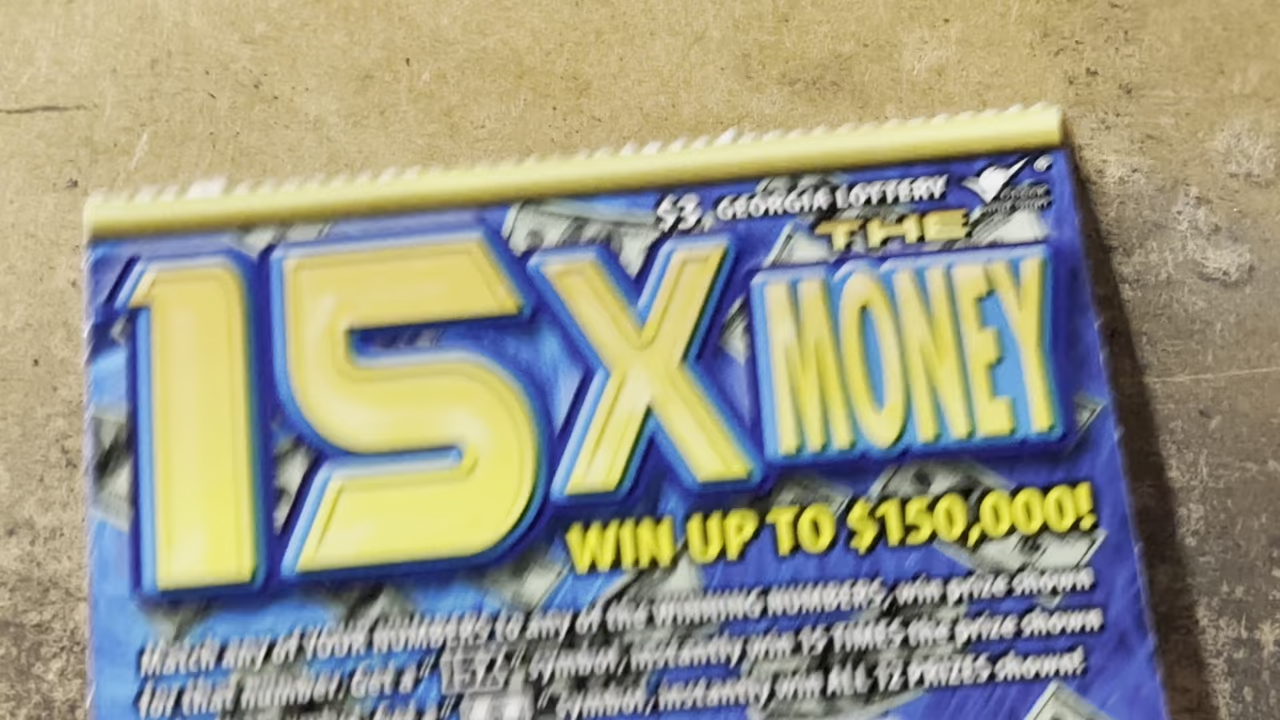 $3, GEORGIA LOTTERY
THE
15X MONEY
WIN UP TO $150,000!
Match any of YOUR NUMBERS to any of the WINNING NUMBERS, win prize shown
for that number. Get a " 15X " symbol, instantly win 15 TIMES the prize shown
symbol, instantly win ALL 12 PRIZES shown!